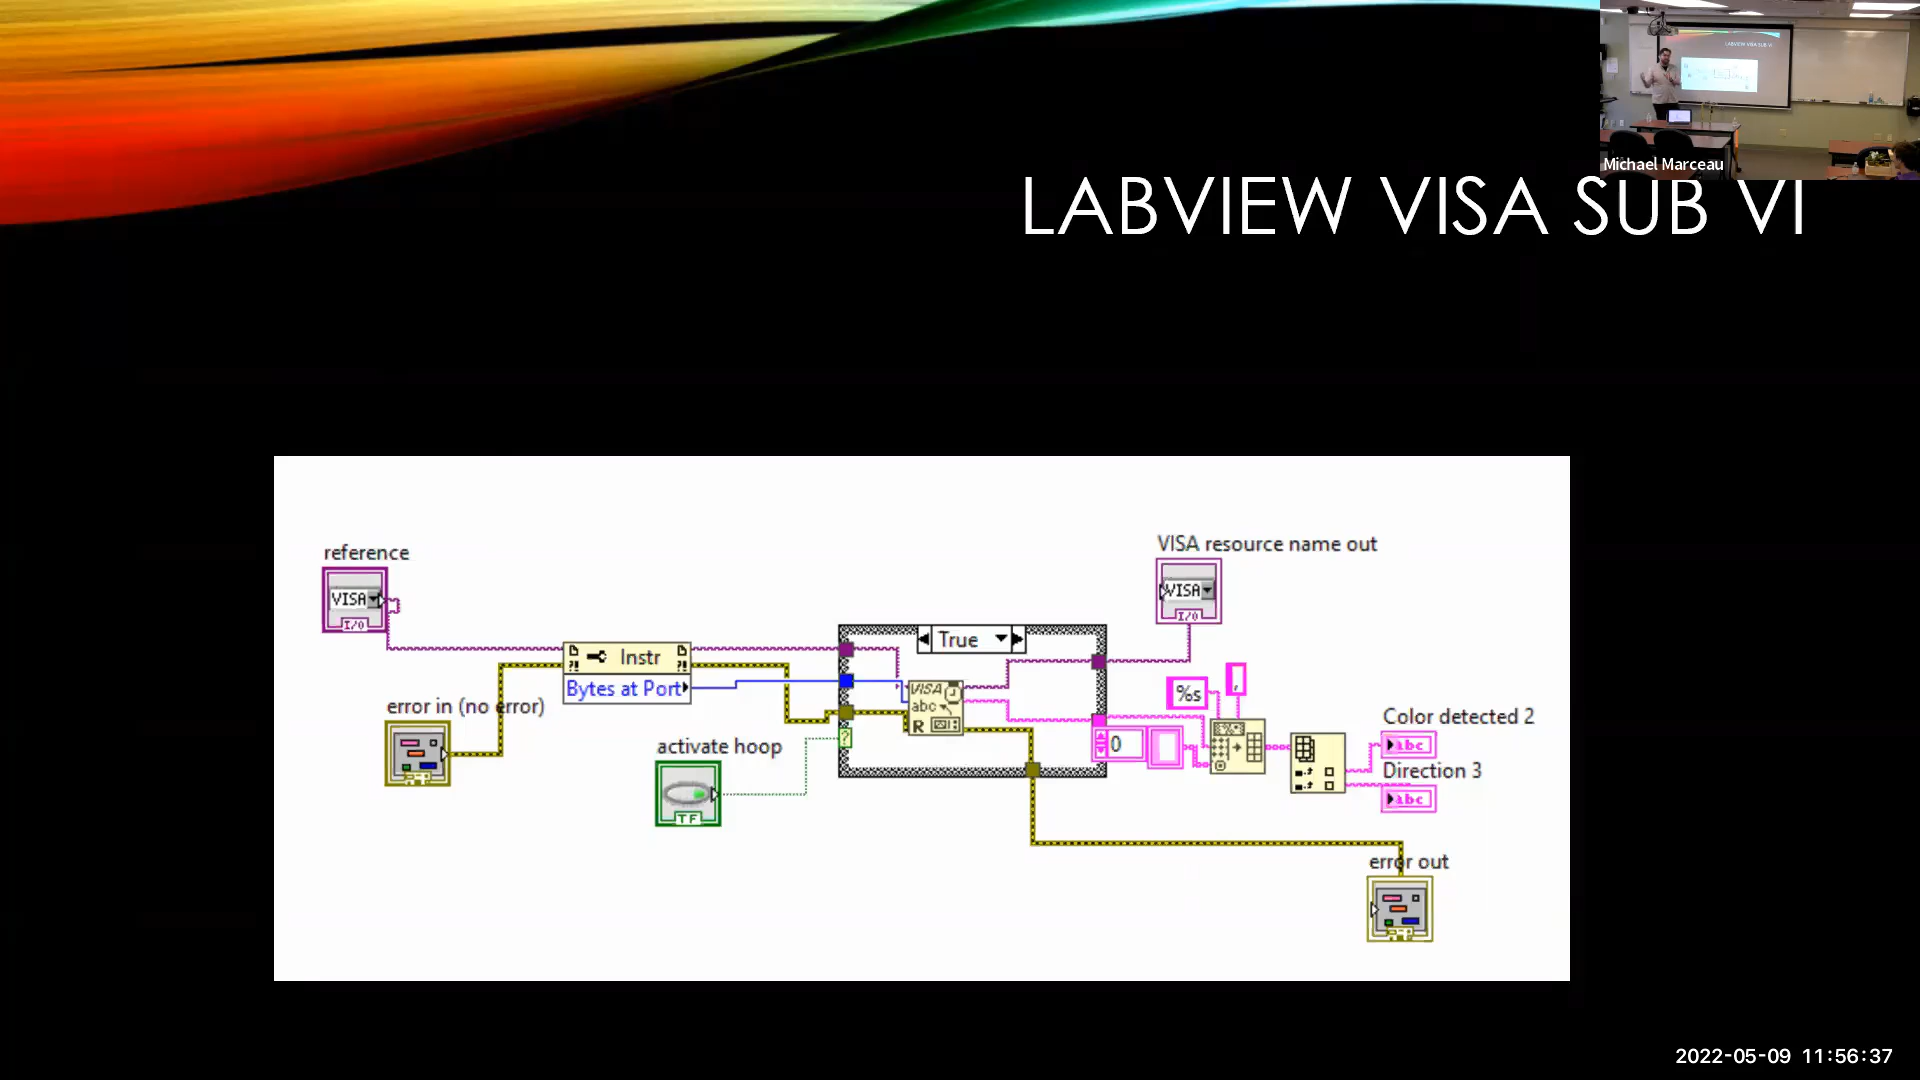 Michael Marceau
LABVIEW VISA SUB VI
reference
VISA
I/O
error in (no error)
Instr
Bytes at Port
activate hoop
TF
True
?
VISA
abc
R
VISA resource name out
VISA
I/O
%s
,
0
Color detected 2
abc
Direction 3
abc
error out
2022-05-09 11:56:37